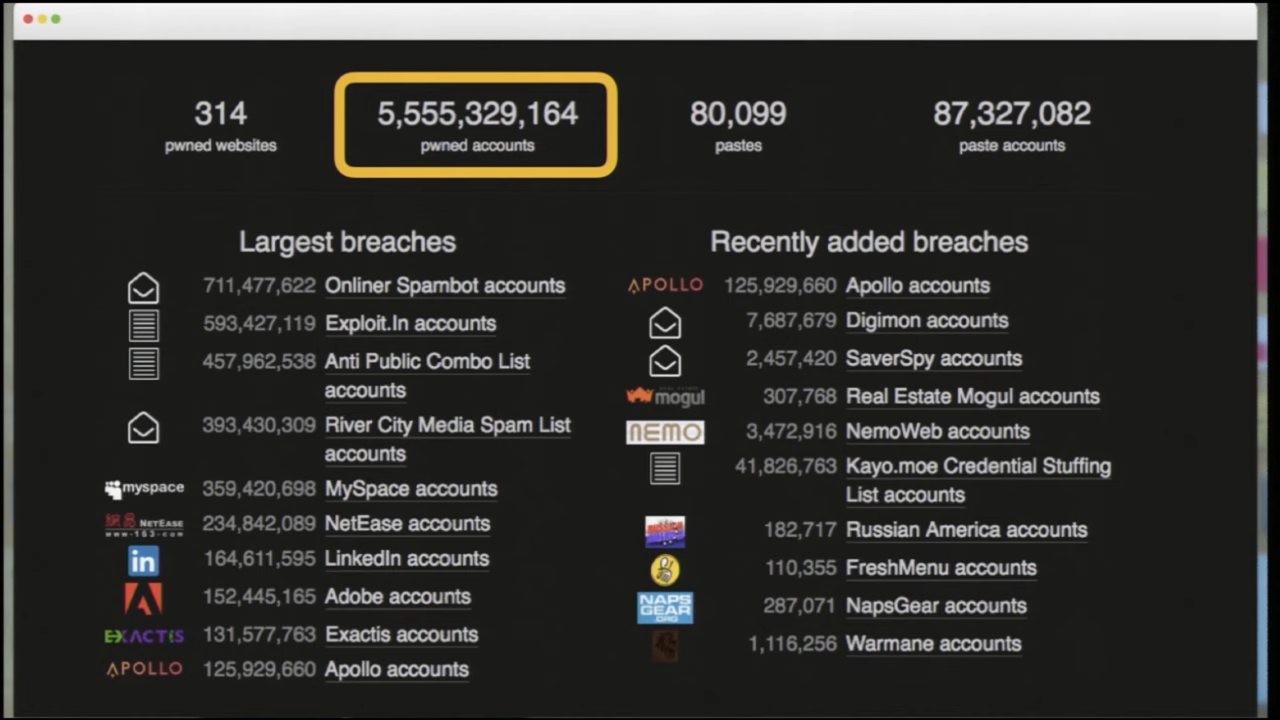 314
pwned websites
5,555,329,164
pwned accounts
80,099
pastes
87,327,082
paste accounts
Largest breaches
711,477,622 Onliner Spambot accounts
593,427,119 Exploit.In accounts
457,962,538 Anti Public Combo List
accounts
393,430,309 River City Media Spam List
accounts
myspace 359,420,698 MySpace accounts
NETEASE 234,842,089 NetEase accounts
www·163·com
in 164,611,595 LinkedIn accounts
152,445,165 Adobe accounts
EXACTIS 131,577,763 Exactis accounts
APOLLO 125,929,660 Apollo accounts
Recently added breaches
APOLLO 125,929,660 Apollo accounts
7,687,679 Digimon accounts
2,457,420 SaverSpy accounts
REAL ESTATE
mogul 307,768 Real Estate Mogul accounts
NEMO 3,472,916 NemoWeb accounts
41,826,763 Kayo.moe Credential Stuffing
List accounts
182,717 Russian America accounts
110,355 FreshMenu accounts
NAPS
GEAR
.ORG
287,071 NapsGear accounts
1,116,256 Warmane accounts